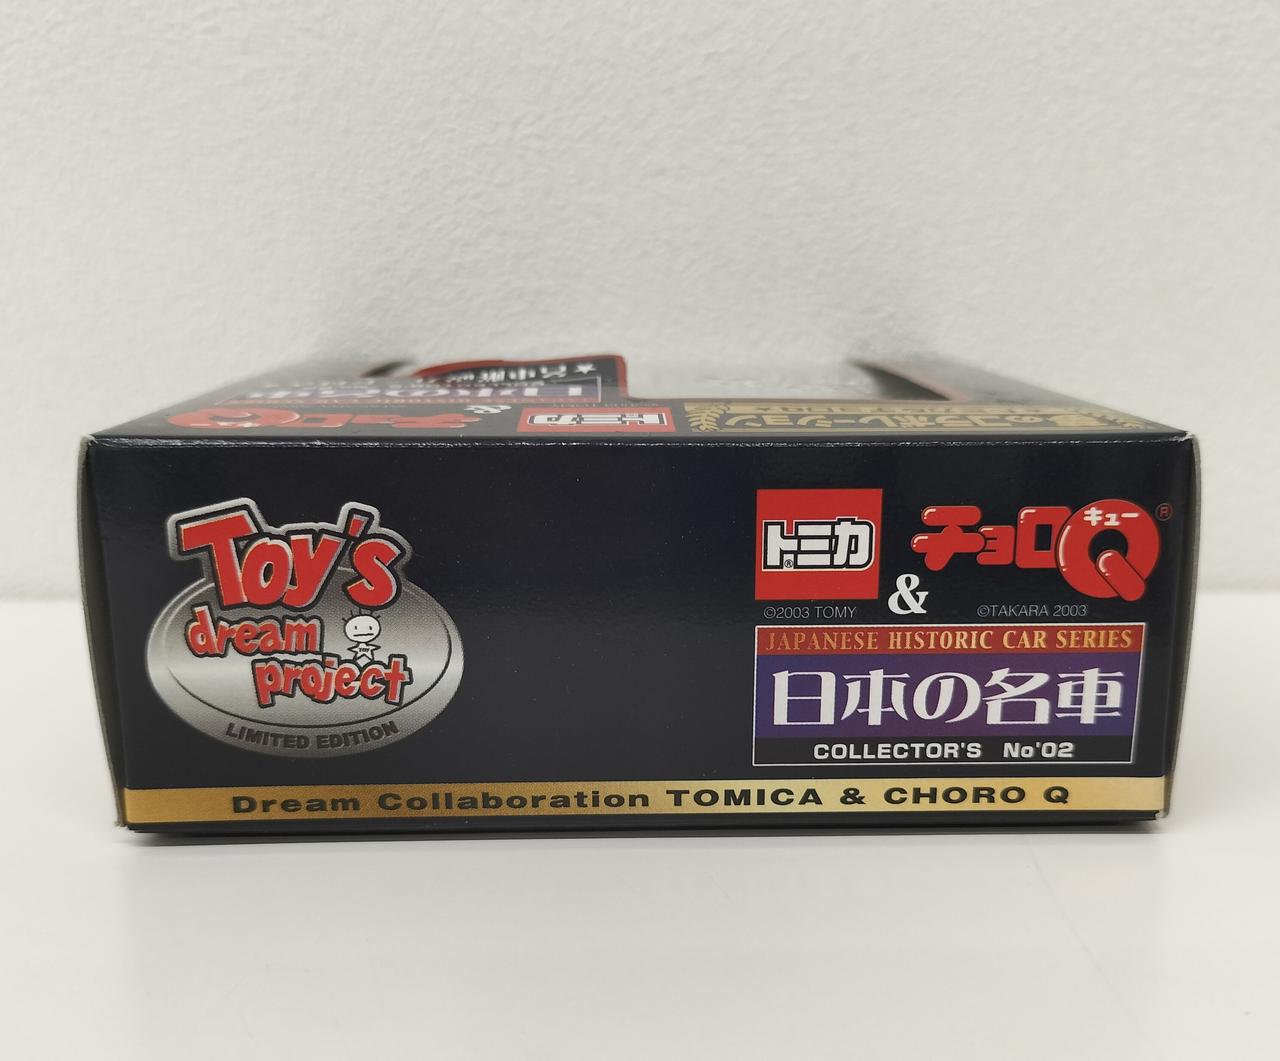 Toy's
dream
TOY
project
LIMITED EDITION
トミカ®
&
チョロQ
キュー
®
©2003 TOMY
©TAKARA 2003
JAPANESE HISTORIC CAR SERIES
日本の名車
COLLECTOR'S No'02
Dream Collaboration TOMICA & CHORO Q